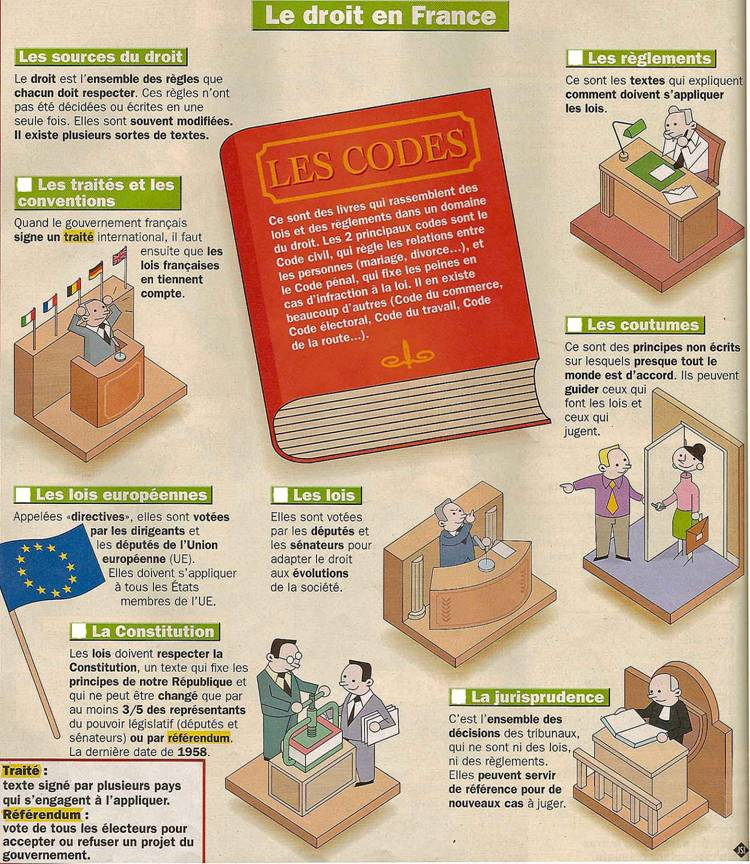 Le droit en France
Les sources du droit
Le droit est l'ensemble des règles que
chacun doit respecter. Ces règles n'ont
pas été décidées ou écrites en une
seule fois. Elles sont souvent modifiées.
Il existe plusieurs sortes de textes.
Les traités et les
conventions
Quand le gouvernement français
signe un traité international, il faut
ensuite que les
lois françaises
en tiennent
compte.
LES CODES
Ce sont des livres qui rassemblent des
lois et des règlements dans un domaine
du droit. Les 2 principaux codes sont le
Code civil, qui règle les relations entre
les personnes (mariage, divorce...), et
le Code pénal, qui fixe les peines en
cas d'infraction à la loi. Il en existe
beaucoup d'autres (Code du commerce,
Code électoral, Code du travail, Code
de la route...).
Les règlements
Ce sont les textes qui expliquent
comment doivent s'appliquer
les lois.
Les coutumes
Ce sont des principes non écrits
sur lesquels presque tout le
monde est d'accord. Ils peuvent
guider ceux qui
font les lois et
ceux qui
jugent.
Les lois européennes
Appelées «directives», elles sont votées
par les dirigeants et
les députés de l'Union
européenne (UE).
Elles doivent s'appliquer
à tous les États
membres de l'UE.
Les lois
Elles sont votées
par les députés et
les sénateurs pour
adapter le droit
aux évolutions
de la société.
La Constitution
Les lois doivent respecter la
Constitution, un texte qui fixe les
principes de notre République et
qui ne peut être changé que par
au moins 3/5 des représentants
du pouvoir législatif (députés et
sénateurs) ou par référendum.
La dernière date de 1958.
La jurisprudence
C'est l'ensemble des
décisions des tribunaux,
qui ne sont ni des lois,
ni des règlements.
Elles peuvent servir
de référence pour de
nouveaux cas à juger.
Traité :
texte signé par plusieurs pays
qui s'engagent à l'appliquer.
Référendum :
vote de tous les électeurs pour
accepter ou refuser un projet du
gouvernement.